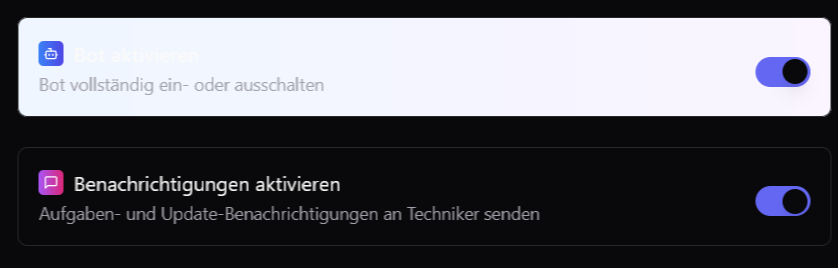 Bot aktivieren
Bot vollständig ein- oder ausschalten
Benachrichtigungen aktivieren
Aufgaben- und Update-Benachrichtigungen an Techniker senden